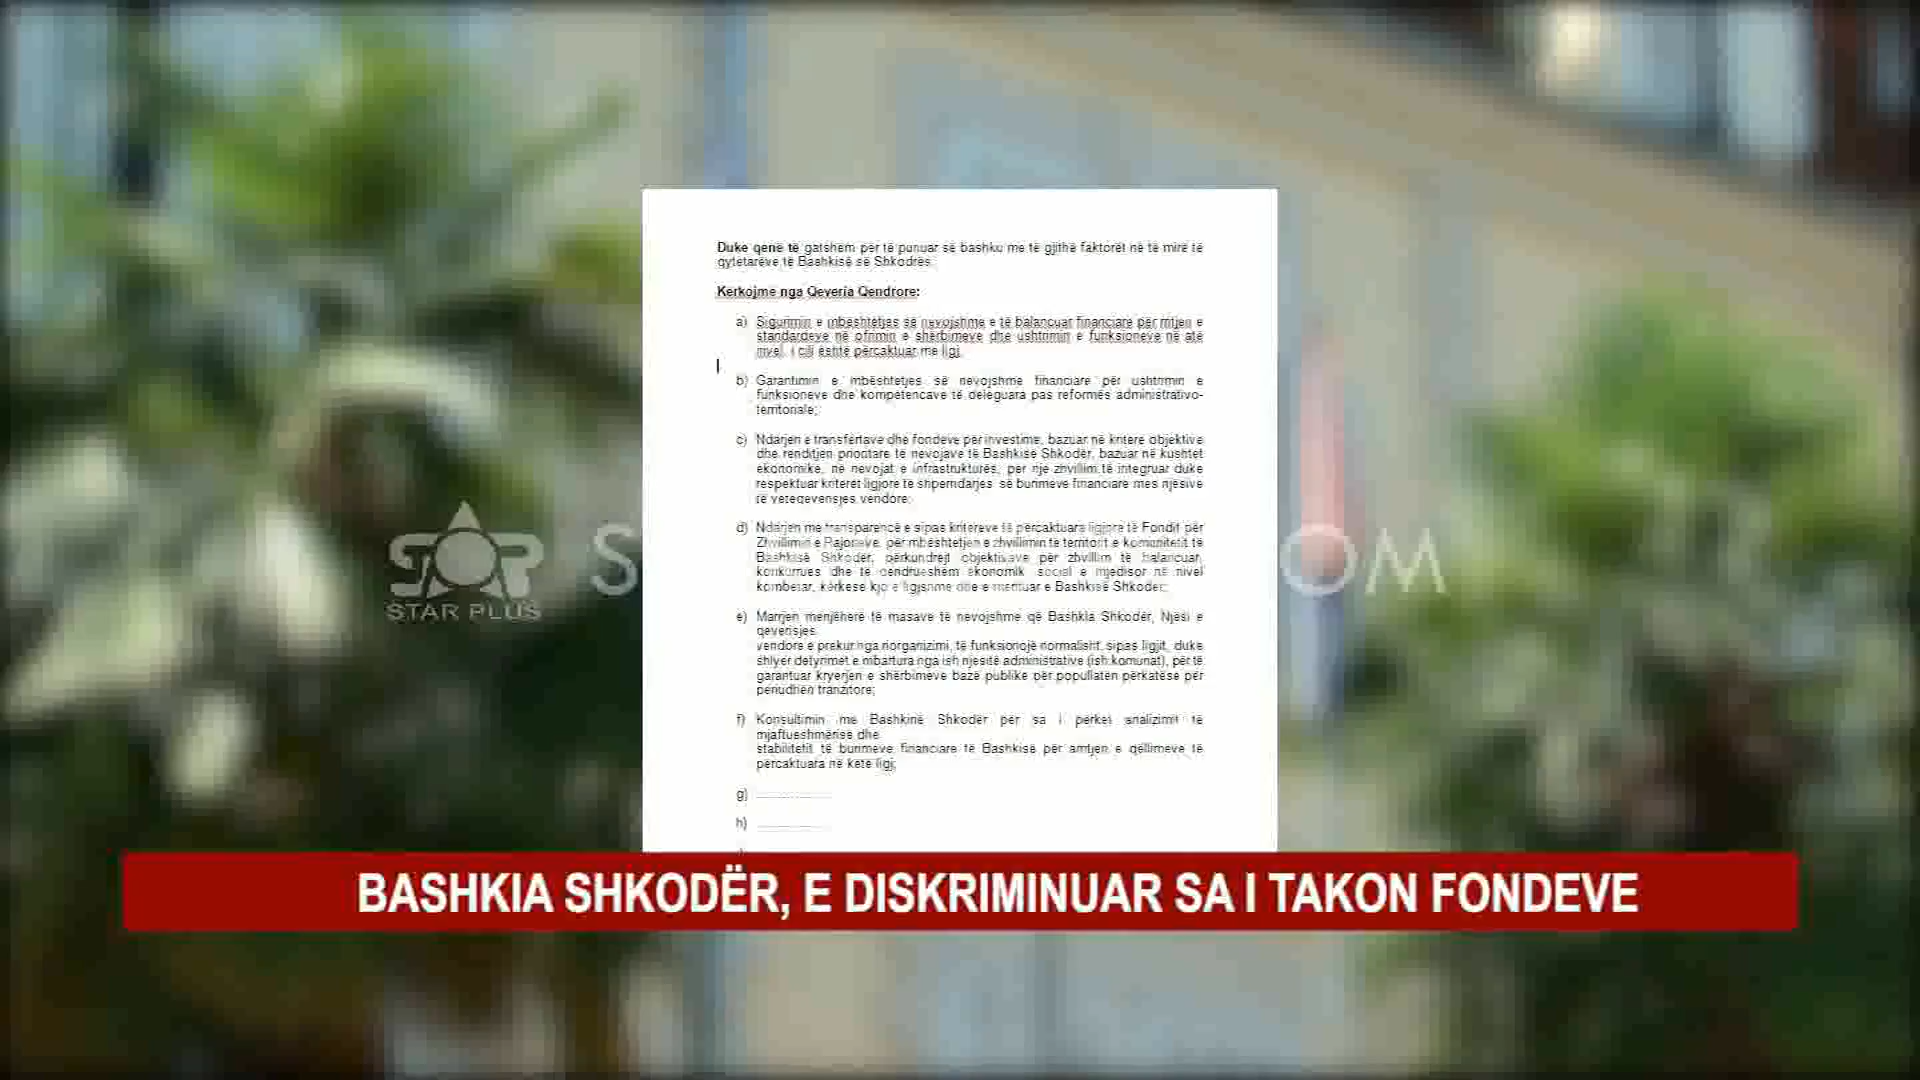 Duke qenë të gatshëm për të punuar së bashku me të gjithë faktorët në të mirë të
qytetarëve të Bashkisë së Shkodrës.
Kërkojmë nga Qeveria Qendrore:
a) Sigurimin e mbështetjes së nevojshme e të balancuar financiare për rritjen e
standardeve në ofrimin e shërbimeve dhe ushtrimin e funksioneve në atë
nivel, i cili është përcaktuar me ligj.
b) Garantimin e mbështetjes së nevojshme financiare për ushtrimin e
funksioneve dhe kompetencave të deleguara pas reformës administrativo-
territoriale;
c) Ndarjen e transfertave dhe fondeve për investime, bazuar në kritere objektive
dhe renditjen prioritare të nevojave të Bashkisë Shkodër, bazuar në kushtet
ekonomike, në nevojat e infrastrukturës, për një zhvillim të integruar duke
respektuar kriteret ligjore të shpërndarjes së burimeve financiare mes njësive
të vetëqeverisjes vendore;
d) Ndarjen me transparencë e sipas kritereve të përcaktuara ligjore të Fondit për
Zhvillimin e Rajoneve, për mbështetjen e zhvillimin të territorit e komunitetit të
Bashkisë Shkodër, përkundrejt objektivave për zhvillim të balancuar,
konkurrues dhe të qëndrueshëm ekonomik, social e mjedisor në nivel
kombëtar, kërkesë kjo e ligjshme dhe e merituar e Bashkisë Shkodër;
e) Marrjen menjëherë të masave të nevojshme që Bashkia Shkodër, Njësi e
qeverisjes
vendore e prekur nga riorganizimi, të funksionojë normalisht, sipas ligjit, duke
shlyer detyrimet e mbartura nga ish njësitë administrative (ish komunat), për të
garantuar kryerjen e shërbimeve bazë publike për popullatën përkatëse për
periudhën tranzitore;
f) Konsultimin me Bashkinë Shkodër për sa i përket analizimit të
mjaftueshmërisë dhe
stabilitetit të burimeve financiare të Bashkisë për arritjen e qëllimeve të
përcaktuara në këtë ligj;
g) ....................
h) ....................
STAR PLUS
S
OM
BASHKIA SHKODËR, E DISKRIMINUAR SA I TAKON FONDEVE